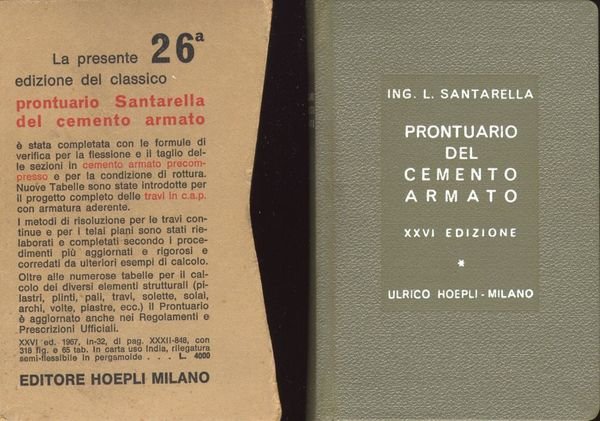 La presente 26ª
edizione del classico
prontuario Santarella
del cemento armato
è stata completata con le formule di
verifica per la flessione e il taglio del-
le sezioni in cemento armato precom-
presso e per la condizione di rottura.
Nuove Tabelle sono state introdotte per
il progetto completo delle travi in c.a.p.
con armatura aderente.
I metodi di risoluzione per le travi con-
tinue e per i telai piani sono stati rie-
laborati e completati secondo i proce-
dimenti più aggiornati e rigorosi e
corredati da ulteriori esempi di calcolo.
Oltre alle numerose tabelle per il cal-
colo dei diversi elementi strutturali (pi-
lastri, plinti, pali, travi, solette, solai,
archi, volte, piastre, ecc.) il Prontuario
è aggiornato anche nei Regolamenti e
Prescrizioni Ufficiali.
XXVI ed. 1967, in-32, di pag. XXXII-848, con
318 fig. e 65 tab. In carta uso India, rilegatura
semi-flessibile in pergamoide . . . L. 4000
EDITORE HOEPLI MILANO
ING. L. SANTARELLA
PRONTUARIO
DEL
CEMENTO
ARMATO
XXVI EDIZIONE
*
ULRICO HOEPLI - MILANO